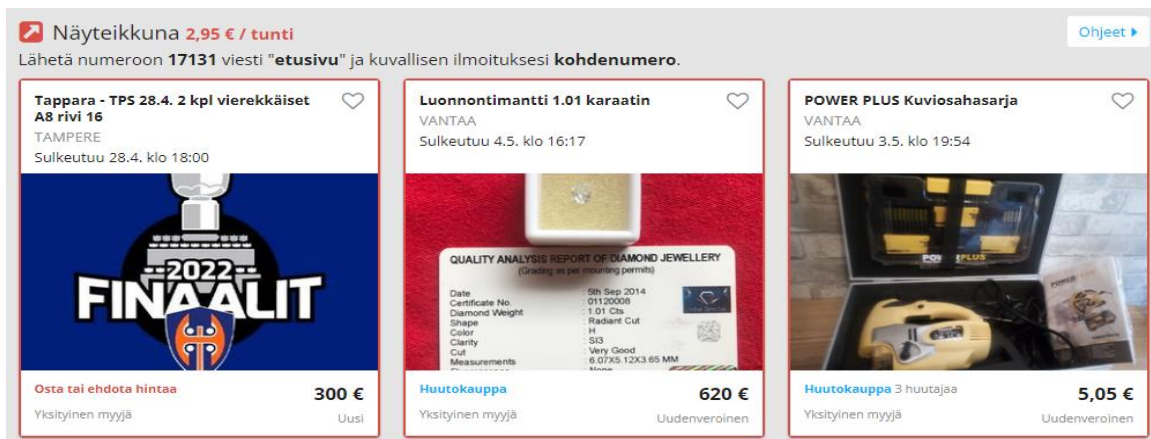 Näyteikkuna 2,95 € / tunti
Ohjeet
Lähetä numeroon 17131 viesti "etusivu" ja kuvallisen ilmoituksesi kohdenumero.
Tappara - TPS 28.4. 2 kpl vierekkäiset
A8 rivi 16
TAMPERE
Sulkeutuu 28.4. klo 18:00
2022
FINAALIT
Osta tai ehdota hintaa
300 €
Yksityinen myyjä
Uusi
Luonnontimantti 1.01 karaatin
VANTAA
Sulkeutuu 4.5. klo 16:17
QUALITY ANALYSIS REPORT OF DIAMOND JEWELLERY
(Grading as per mounting permits)
Date : 5th Sep 2014
Certificate No. : 01120008
Diamond Weight : 1.01 Cts
Shape : Radiant Cut
Color : H
Clarity : SI3
Cut : Very Good
Measurements : 6.07X5.12X3.65 MM
Huutokauppa
620 €
Yksityinen myyjä
Uudenveroinen
POWER PLUS Kuviosahasarja
VANTAA
Sulkeutuu 3.5. klo 19:54
POWER PLUS
Huutokauppa 3 huutajaa
5,05 €
Yksityinen myyjä
Uudenveroinen